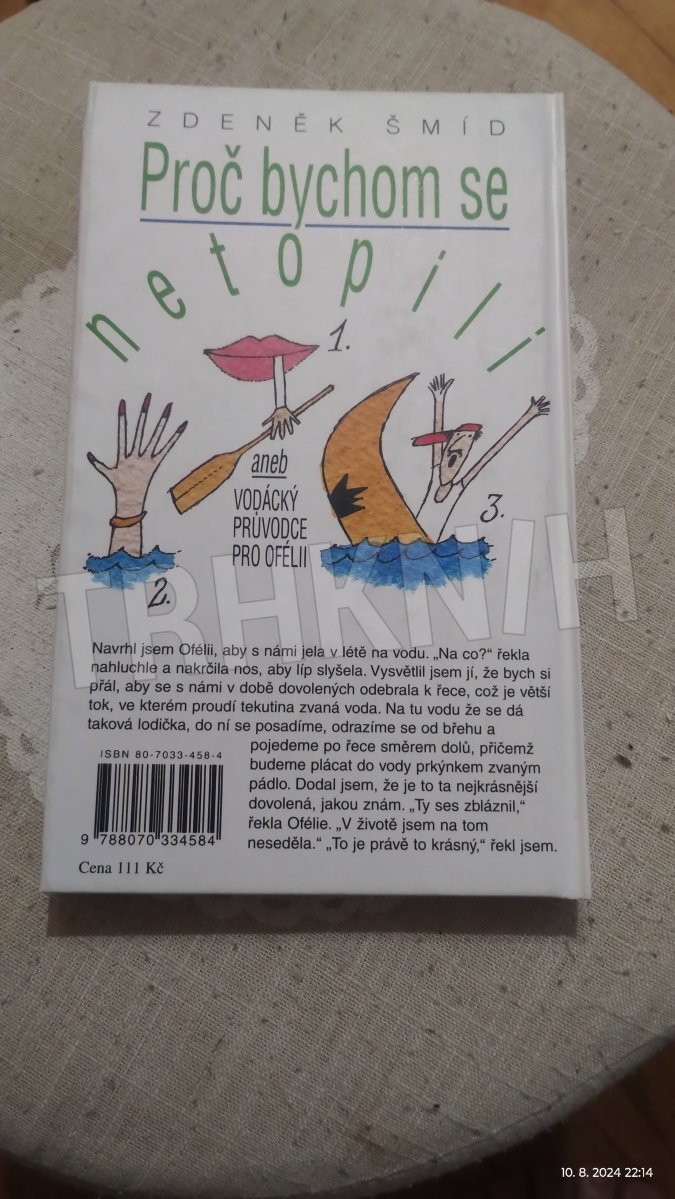 ZDENĚK ŠMÍD
Proč bychom se
netopili
1.
aneb
VODÁCKÝ
PRŮVODCE
PRO OFÉLII
3.
2.
TBHKNIH
Navrhl jsem Ofélii, aby s námi jela v létě na vodu. „Na co?“ řekla
nahluchle a nakrčila nos, aby líp slyšela. Vysvětlil jsem jí, že bych si
přál, aby se s námi v době dovolených odebrala k řece, což je větší
tok, ve kterém proudí tekutina zvaná voda. Na tu vodu že se dá
taková lodička, do ní se posadíme, odrazíme se od břehu a
pojedeme po řece směrem dolů, přičemž
budeme plácat do vody prkýnkem zvaným
pádlo. Dodal jsem, že je to ta nejkrásnější
dovolená, jakou znám. „Ty ses zbláznil,“
řekla Ofélie. „V životě jsem na tom
neseděla.“ „To je právě to krásný,“ řekl jsem.
ISBN 80-7033-458-4
9 788070 334584
Cena 111 Kč
10. 8. 2024 22:14